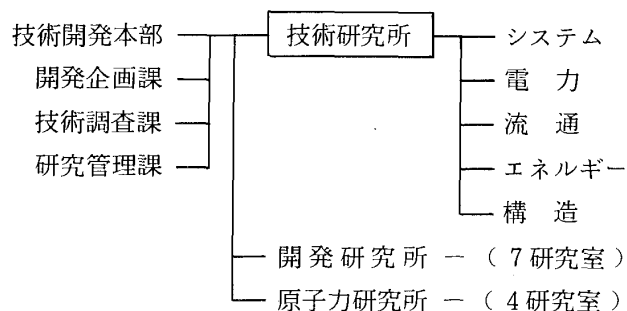 技術開発本部
開発企画課
技術調査課
研究管理課
技術研究所
システム
電力
流通
エネルギー
構造
開発研究所 － （7研究室）
原子力研究所 － （4研究室）